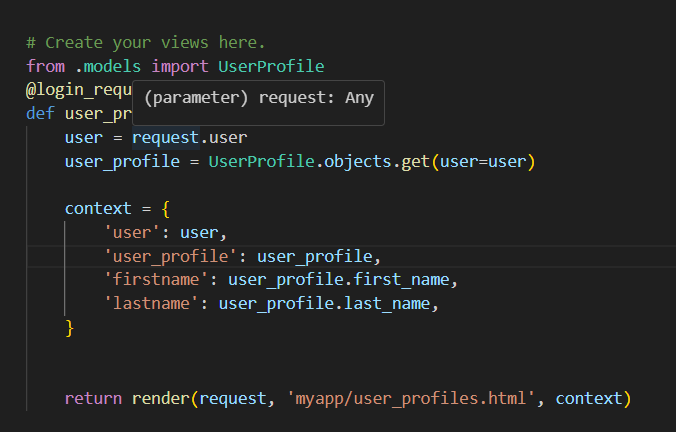 # Create your views here.
from .models import UserProfile
@login_requ
(parameter) request: Any
def user_pr
    user = request.user
    user_profile = UserProfile.objects.get(user=user)
    context = {
        'user': user,
        'user_profile': user_profile,
        'firstname': user_profile.first_name,
        'lastname': user_profile.last_name,
    }
    return render(request, 'myapp/user_profiles.html', context)